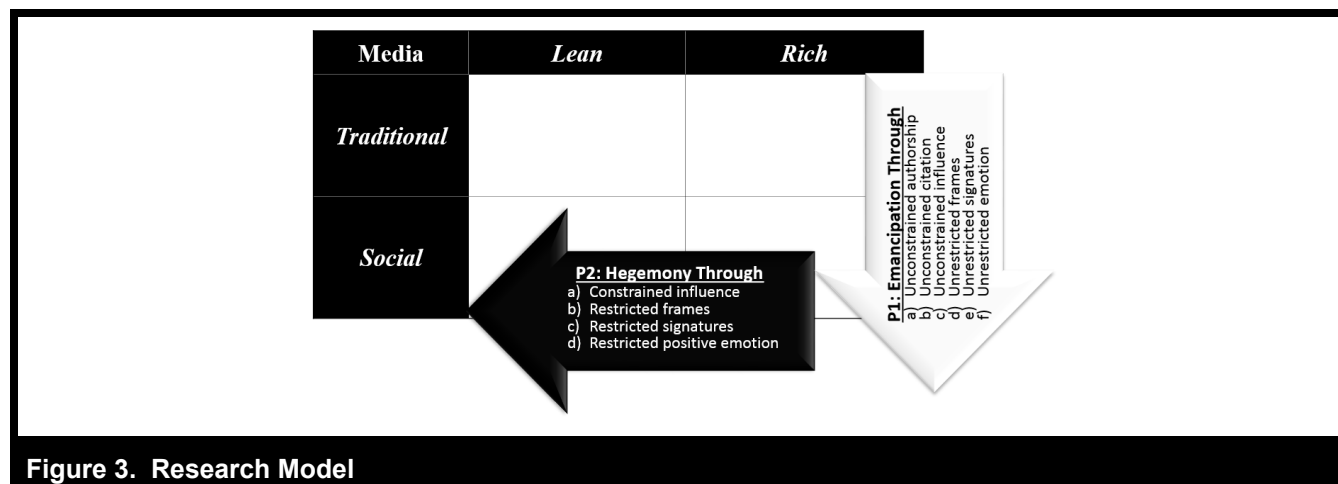 Media Lean Rich
Traditional
Social
P1: Emancipation Through
a) Unconstrained authorship
b) Unconstrained citation
c) Unconstrained influence
d) Unrestricted frames
e) Unrestricted signatures
f) Unrestricted emotion
P2: Hegemony Through
a) Constrained influence
b) Restricted frames
c) Restricted signatures
d) Restricted positive emotion
Figure 3. Research Model